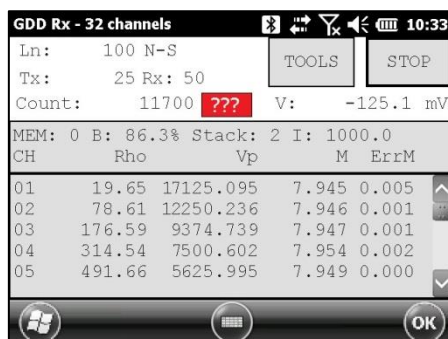 GDD Rx - 32 channels 10:33
Ln: 100 N-S TOOLS STOP
Tx: 25 Rx: 50
Count: 11700 ??? V: -125.1 mV
MEM: 0 B: 86.3% Stack: 2 I: 1000.0
CH Rho Vp M ErrM
01 19.65 17125.095 7.945 0.005
02 78.61 12250.236 7.946 0.001
03 176.59 9374.739 7.947 0.001
04 314.54 7500.602 7.954 0.002
05 491.66 5625.995 7.949 0.000
OK